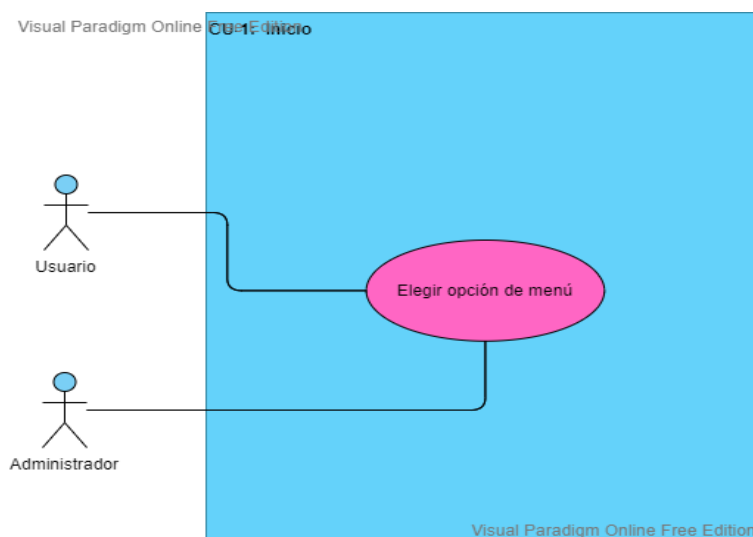 Visual Paradigm Online Free Edition
CU-1: Inicio
Usuario
Elegir opción de menú
Administrador
Visual Paradigm Online Free Edition